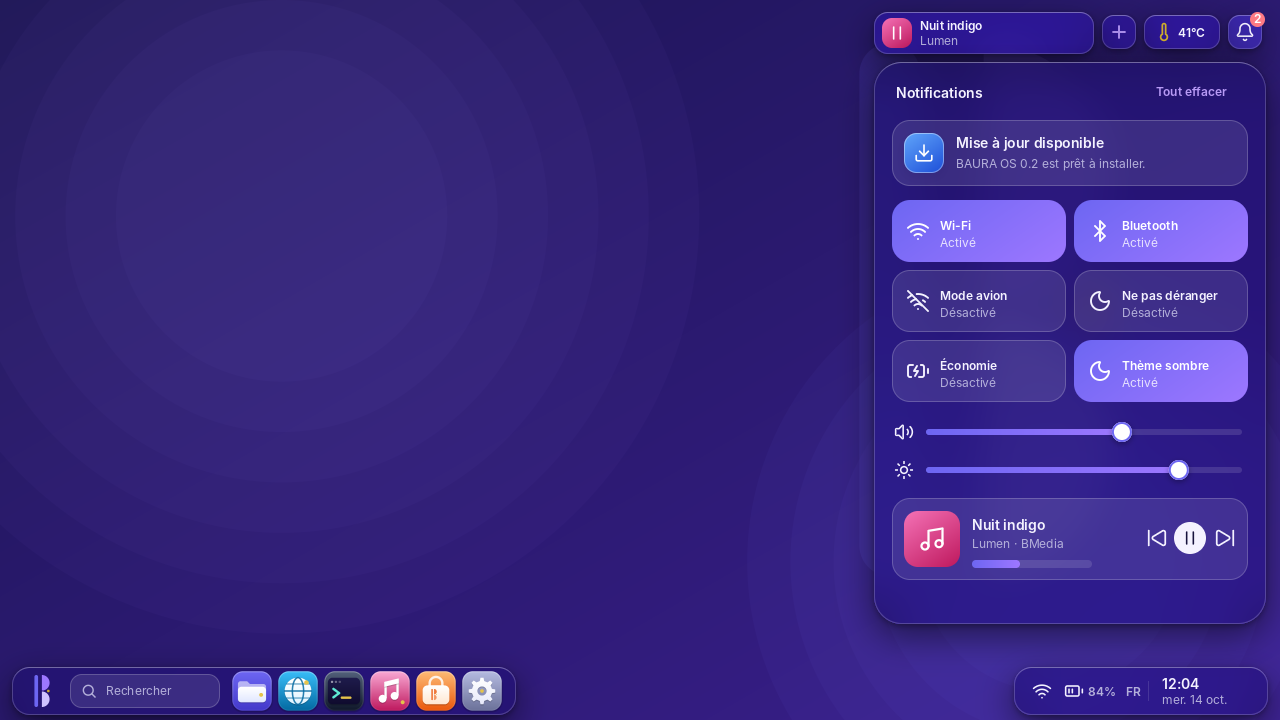 Nuit indigo
Lumen
41°C
2
Notifications
Tout effacer
Mise à jour disponible
BAURA OS 0.2 est prêt à installer.
Wi-Fi
Activé
Bluetooth
Activé
Mode avion
Désactivé
Ne pas déranger
Désactivé
Économie
Désactivé
Thème sombre
Activé
Nuit indigo
Lumen · BMedia
Rechercher
84%
FR
12:04
mer. 14 oct.